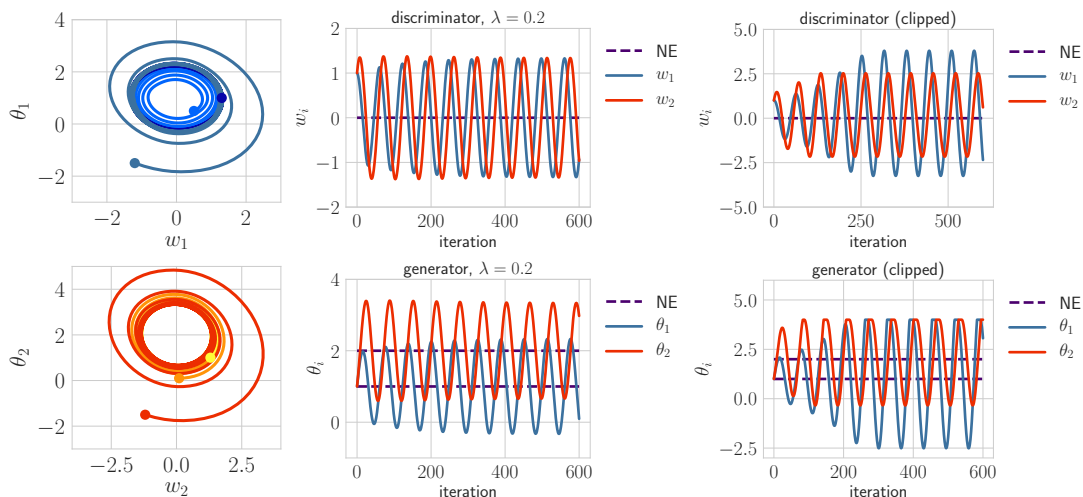 4
2
0
−2
θ₁
−2 0 2
w₁
discriminator, λ = 0.2
2
1
0
−1
−2
wᵢ
0 200 400 600
iteration
NE
w₁
w₂
discriminator (clipped)
5.0
2.5
0.0
−2.5
−5.0
wᵢ
0 250 500
iteration
NE
w₁
w₂
4
2
0
−2
θ₂
−2.5 0.0 2.5
w₂
generator, λ = 0.2
4
2
0
θᵢ
0 200 400 600
iteration
NE
θ₁
θ₂
generator (clipped)
5.0
2.5
0.0
−2.5
θᵢ
0 200 400 600
iteration
NE
θ₁
θ₂